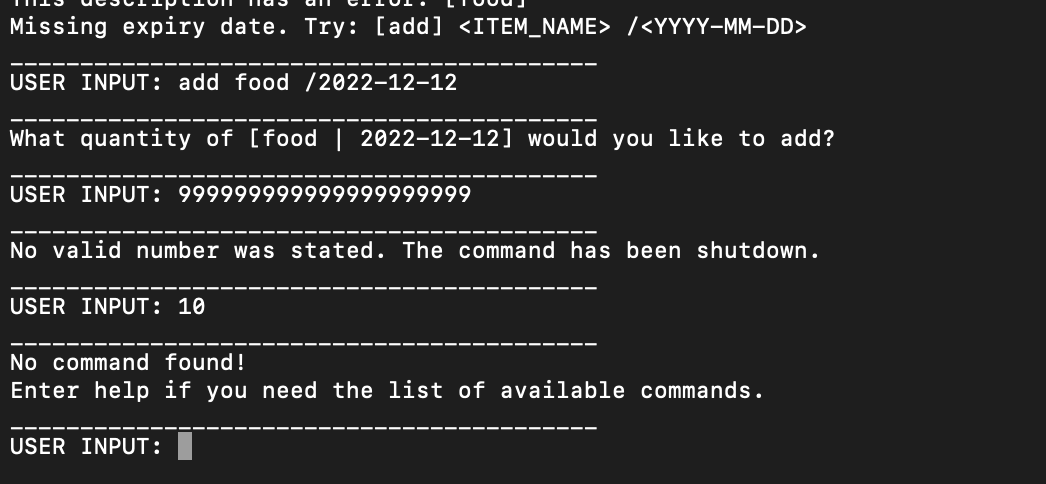 This description has an error: [food]
Missing expiry date. Try: [add] <ITEM_NAME> /<YYYY-MM-DD>
__________________________________________
USER INPUT: add food /2022-12-12
__________________________________________
What quantity of [food | 2022-12-12] would you like to add?
__________________________________________
USER INPUT: 999999999999999999999
__________________________________________
No valid number was stated. The command has been shutdown.
__________________________________________
USER INPUT: 10
__________________________________________
No command found!
Enter help if you need the list of available commands.
__________________________________________
USER INPUT: